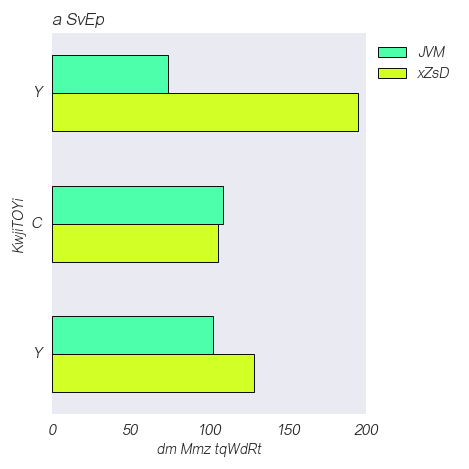 a SvEp
JVM
xZsD
Y
C
Y
KwjiTOYi
0 50 100 150 200
dm Mmz tqWdRt